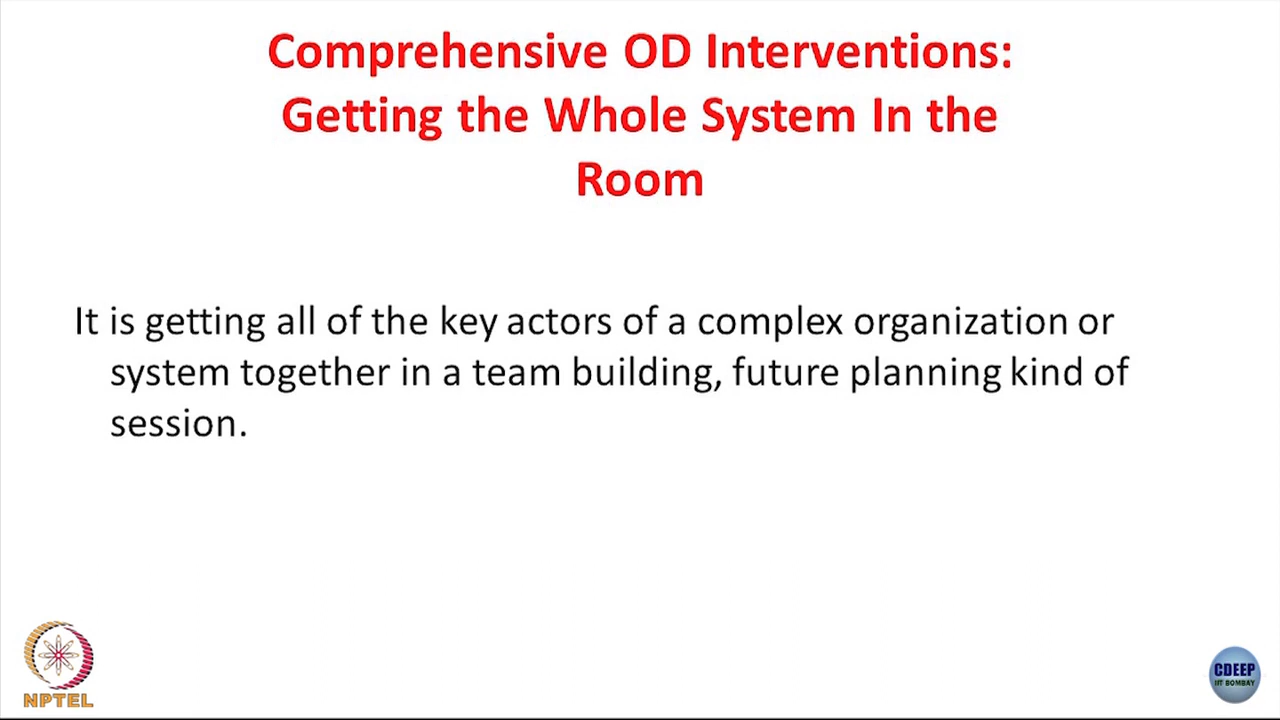 Comprehensive OD Interventions:
Getting the Whole System In the
Room
It is getting all of the key actors of a complex organization or
system together in a team building, future planning kind of
session.
NPTEL
CDEEP
IIT BOMBAY